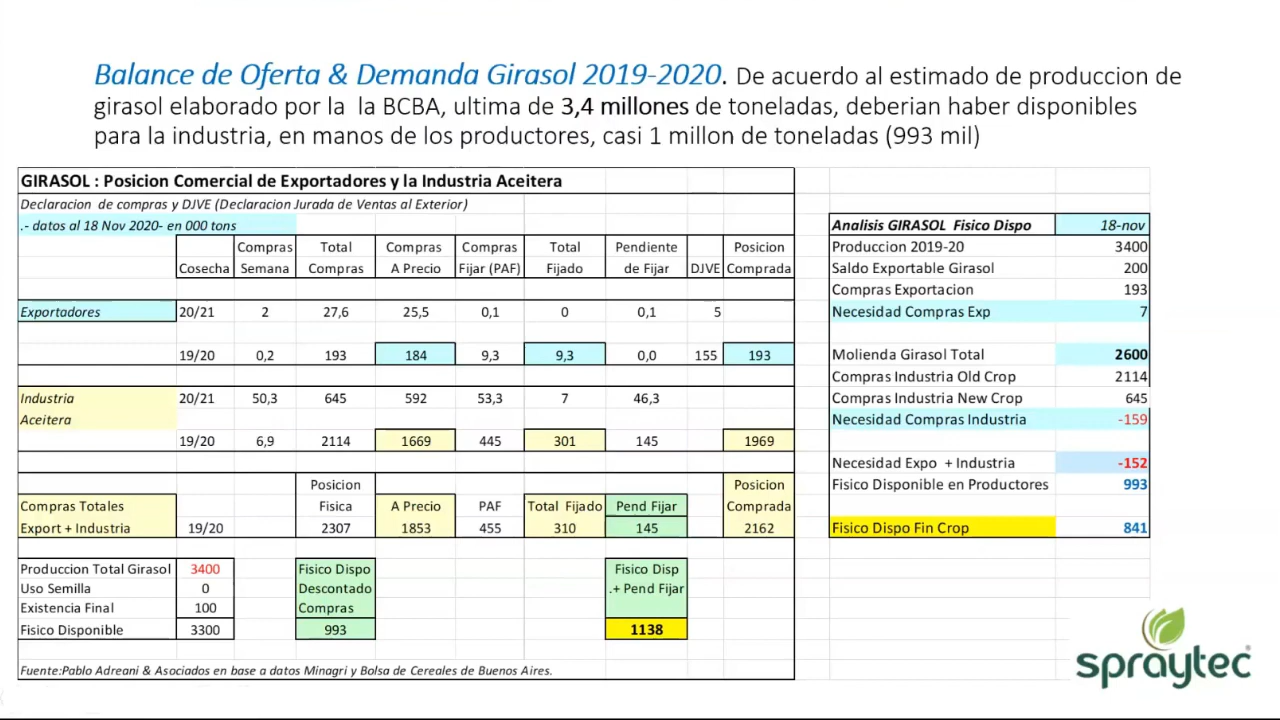 Balance de Oferta & Demanda Girasol 2019-2020. De acuerdo al estimado de produccion de
girasol elaborado por la la BCBA, ultima de 3,4 millones de toneladas, deberian haber disponibles
para la industria, en manos de los productores, casi 1 millon de toneladas (993 mil)
GIRASOL : Posicion Comercial de Exportadores y la Industria Aceitera
Declaracion de compras y DJVE (Declaracion Jurada de Ventas al Exterior)
.- datos al 18 Nov 2020- en 000 tons
Compras Total Compras Compras Total Pendiente Posicion
Cosecha Semana Compras A Precio Fijar (PAF) Fijado de Fijar DJVE Comprada
Exportadores 20/21 2 27,6 25,5 0,1 0 0,1 5
19/20 0,2 193 184 9,3 9,3 0,0 155 193
Industria 20/21 50,3 645 592 53,3 7 46,3
Aceitera
19/20 6,9 2114 1669 445 301 145 1969
Posicion Posicion
Compras Totales Fisica A Precio PAF Total Fijado Pend Fijar Comprada
Export + Industria 19/20 2307 1853 455 310 145 2162
Produccion Total Girasol 3400 Fisico Dispo Fisico Disp
Uso Semilla 0 Descontado .+ Pend Fijar
Existencia Final 100 Compras
Fisico Disponible 3300 993 1138
Fuente:Pablo Adreani & Asociados en base a datos Minagri y Bolsa de Cereales de Buenos Aires.
Analisis GIRASOL Fisico Dispo 18-nov
Produccion 2019-20 3400
Saldo Exportable Girasol 200
Compras Exportacion 193
Necesidad Compras Exp 7
Molienda Girasol Total 2600
Compras Industria Old Crop 2114
Compras Industria New Crop 645
Necesidad Compras Industria -159
Necesidad Expo + Industria -152
Fisico Disponible en Productores 993
Fisico Dispo Fin Crop 841
spraytec